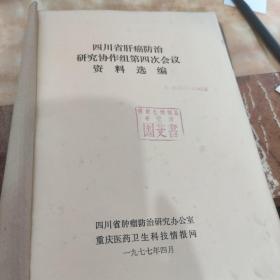 四川省肝癌防治
研究协作组第四次会议
资料选编
图书
四川省肿瘤防治研究办公室
重庆医药卫生科技情报网
一九七七年四月